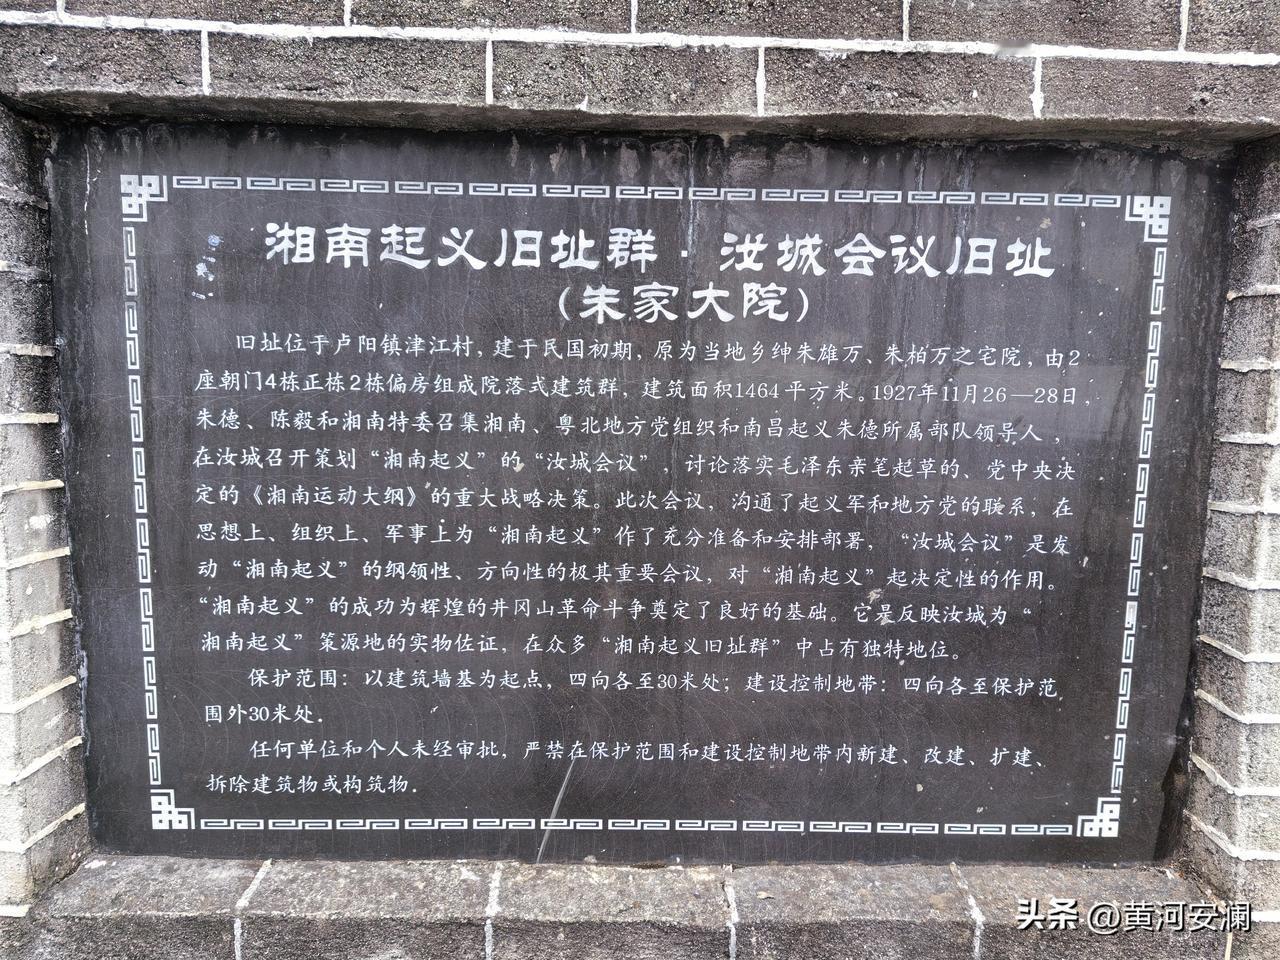 湘南起义旧址群·汝城会议旧址
（朱家大院）
旧址位于卢阳镇津江村，建于民国初期，原为当地乡绅朱雄万、朱柏万之宅院，由2
座朝门4栋正栋2栋偏房组成院落式建筑群，建筑面积1464平方米。1927年11月26—28日，
朱德、陈毅和湘南特委召集湘南、粤北地方党组织和南昌起义朱德所属部队领导人，
在汝城召开策划“湘南起义”的“汝城会议”，讨论落实毛泽东亲笔起草的、党中央决
定的《湘南运动大纲》的重大战略决策。此次会议，沟通了起义军和地方党的联系，在
思想上、组织上、军事上为“湘南起义”作了充分准备和安排部署，“汝城会议”是发
动“湘南起义”的纲领性、方向性的极其重要会议，对“湘南起义”起决定性的作用。
“湘南起义”的成功为辉煌的井冈山革命斗争奠定了良好的基础。它是反映汝城为“
湘南起义”策源地的实物佐证，在众多“湘南起义旧址群”中占有独特地位。
保护范围：以建筑墙基为起点，四向各至30米处；建设控制地带：四向各至保护范
围外30米处.
任何单位和个人未经审批，严禁在保护范围和建设控制地带内新建、改建、扩建、
拆除建筑物或构筑物.
头条 @黄河安澜